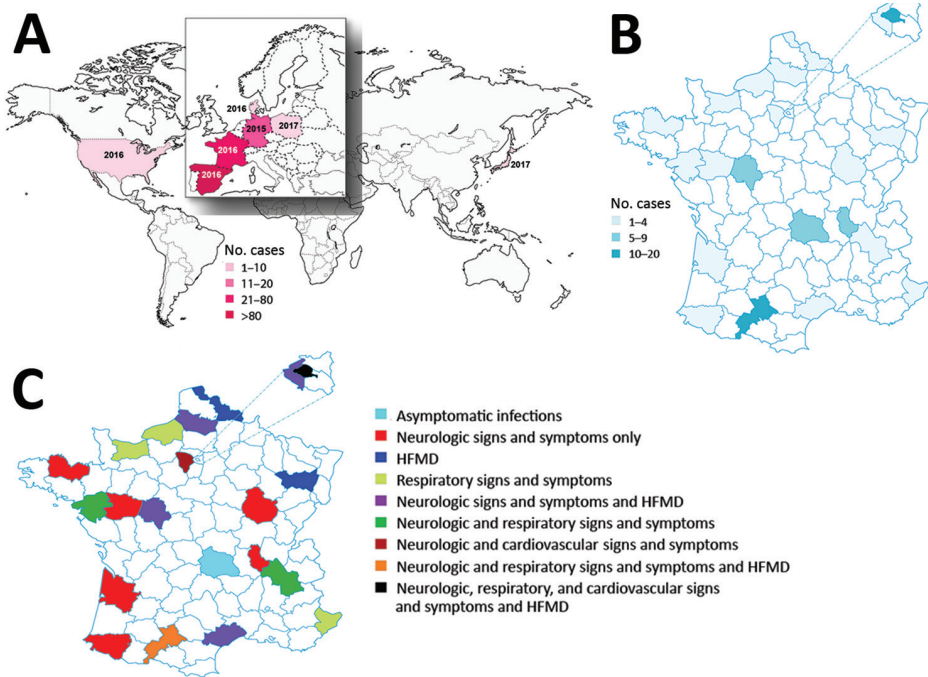 A
2016
2016
2015
2017
2016
2016
2017
No. cases
1–10
11–20
21–80
>80
B
No. cases
1–4
5–9
10–20
C
Asymptomatic infections
Neurologic signs and symptoms only
HFMD
Respiratory signs and symptoms
Neurologic signs and symptoms and HFMD
Neurologic and respiratory signs and symptoms
Neurologic and cardiovascular signs and symptoms
Neurologic and respiratory signs and symptoms and HFMD
Neurologic, respiratory, and cardiovascular signs
and symptoms and HFMD